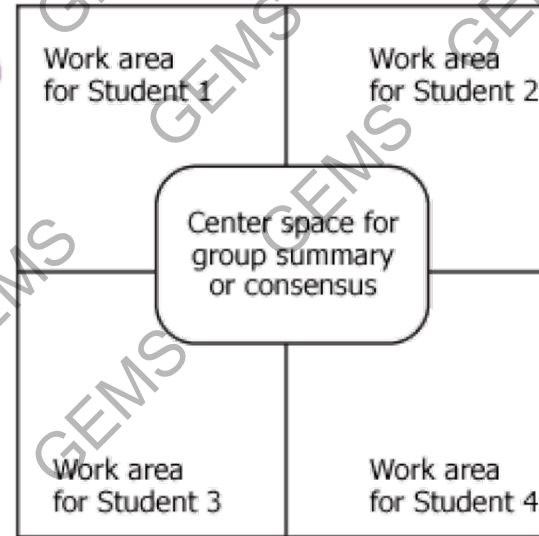 Work area
for Student 1
Work area
for Student 2
Center space for
group summary
or consensus
Work area
for Student 3
Work area
for Student 4
GEMS
GEMS
GEMS
GEMS
GEMS
GEMS